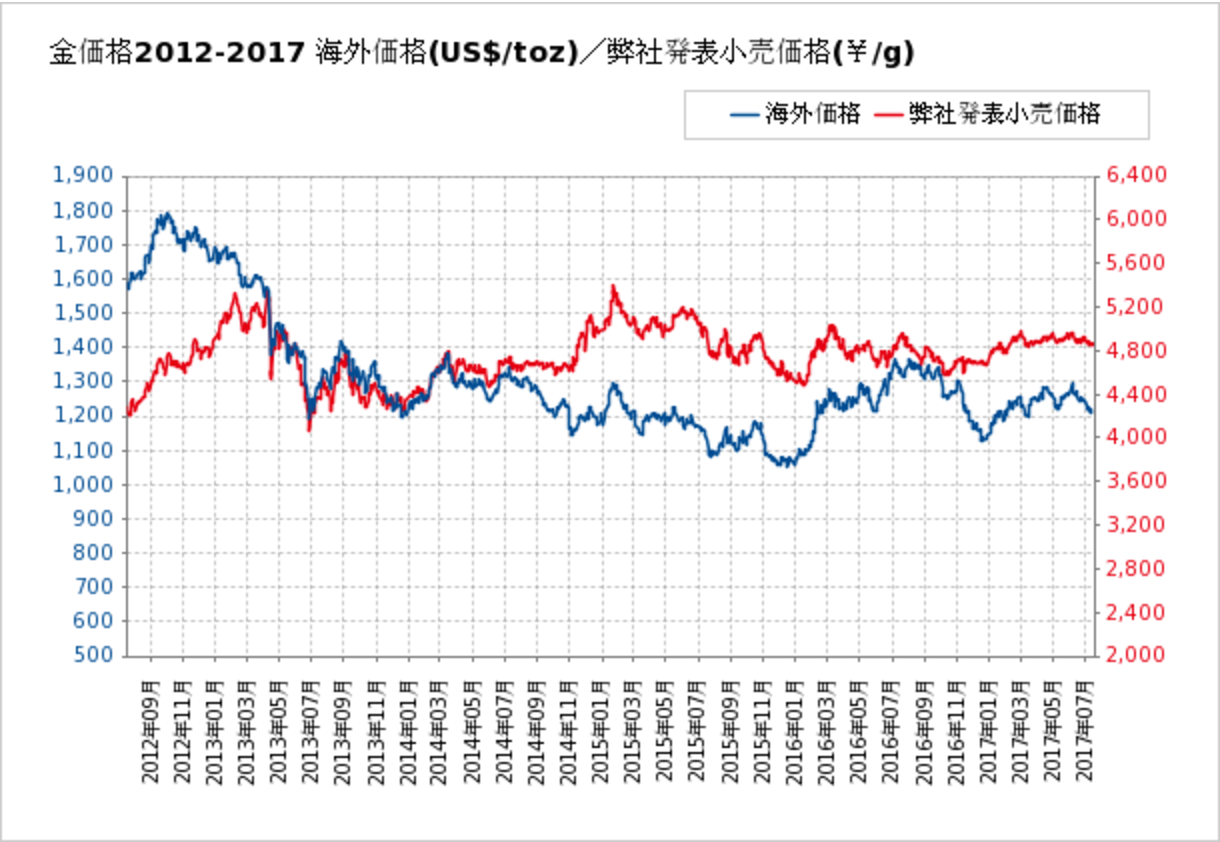 金価格2012-2017 海外価格(US$/toz)／弊社発表小売価格(￥/g)
海外価格 弊社発表小売価格
1,900 6,400
1,800 6,000
1,700 5,600
1,600 5,200
1,500 4,800
1,400 4,400
1,300 4,000
1,200 3,600
1,100 3,200
1,000 2,800
900 2,400
800 2,000
700
600
500
2012年09月
2012年11月
2013年01月
2013年03月
2013年05月
2013年07月
2013年09月
2013年11月
2014年01月
2014年03月
2014年05月
2014年07月
2014年09月
2014年11月
2015年01月
2015年03月
2015年05月
2015年07月
2015年09月
2015年11月
2016年01月
2016年03月
2016年05月
2016年07月
2016年09月
2016年11月
2017年01月
2017年03月
2017年05月
2017年07月